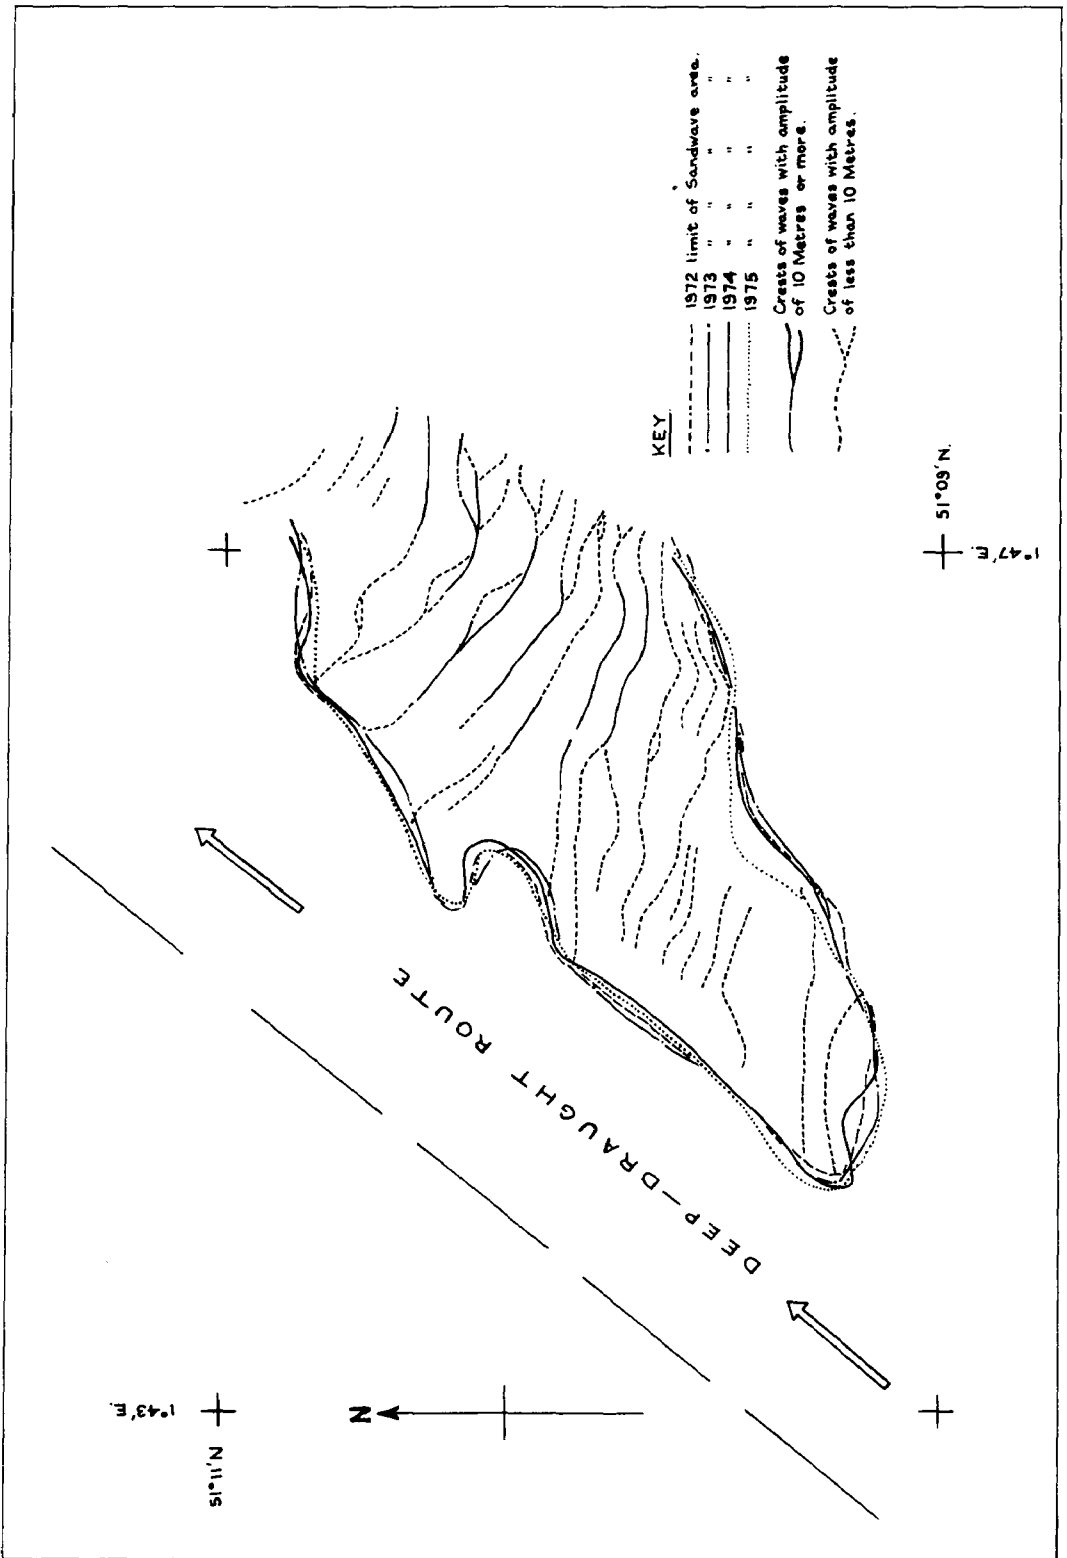 51°11'.N
1°43'.E.
N
DEEP-DRAUGHT ROUTE
KEY
1972 limit of Sandwave area.
1973 " " " "
1974 " " " "
1975 " " " "
Crests of waves with amplitude
of 10 Metres or more.
Crests of waves with amplitude
of less than 10 Metres.
51°09'.N.
1°47'.E.